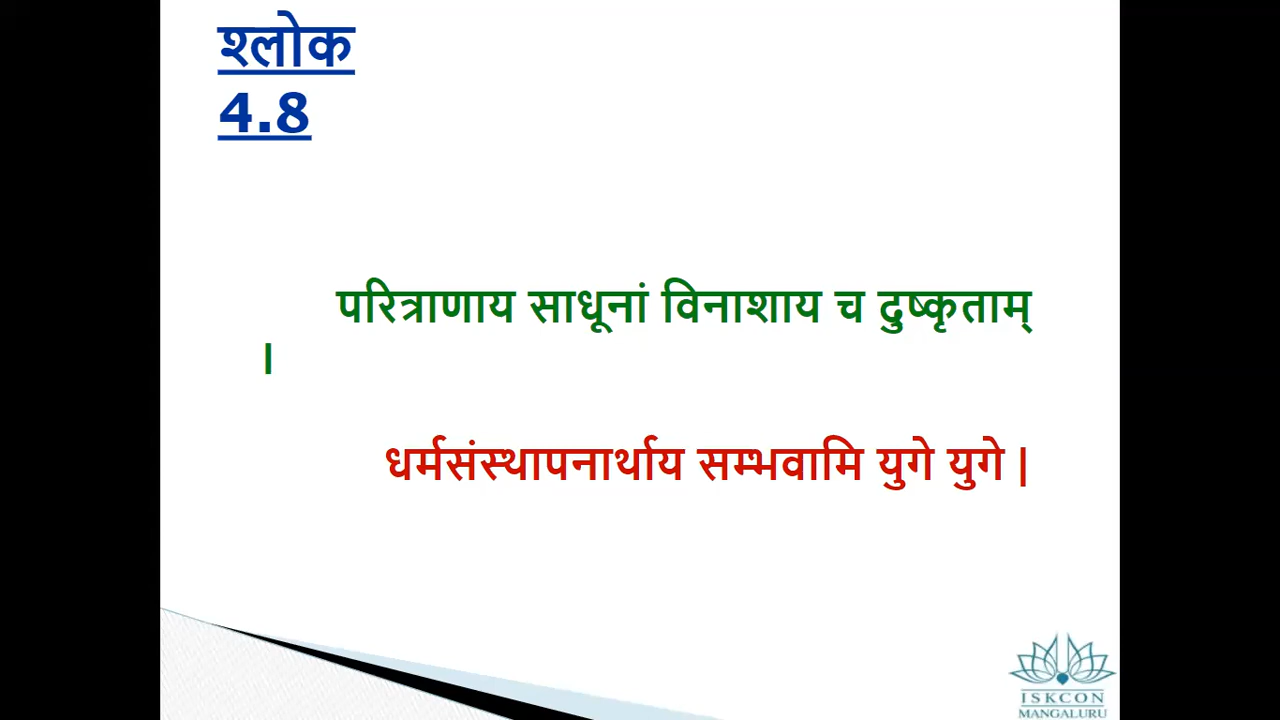 श्लोक
4.8
परित्राणाय साधूनां विनाशाय च दुष्कृताम्
।
धर्मसंस्थापनार्थाय सम्भवामि युगे युगे |
ISKCON
MANGALURU